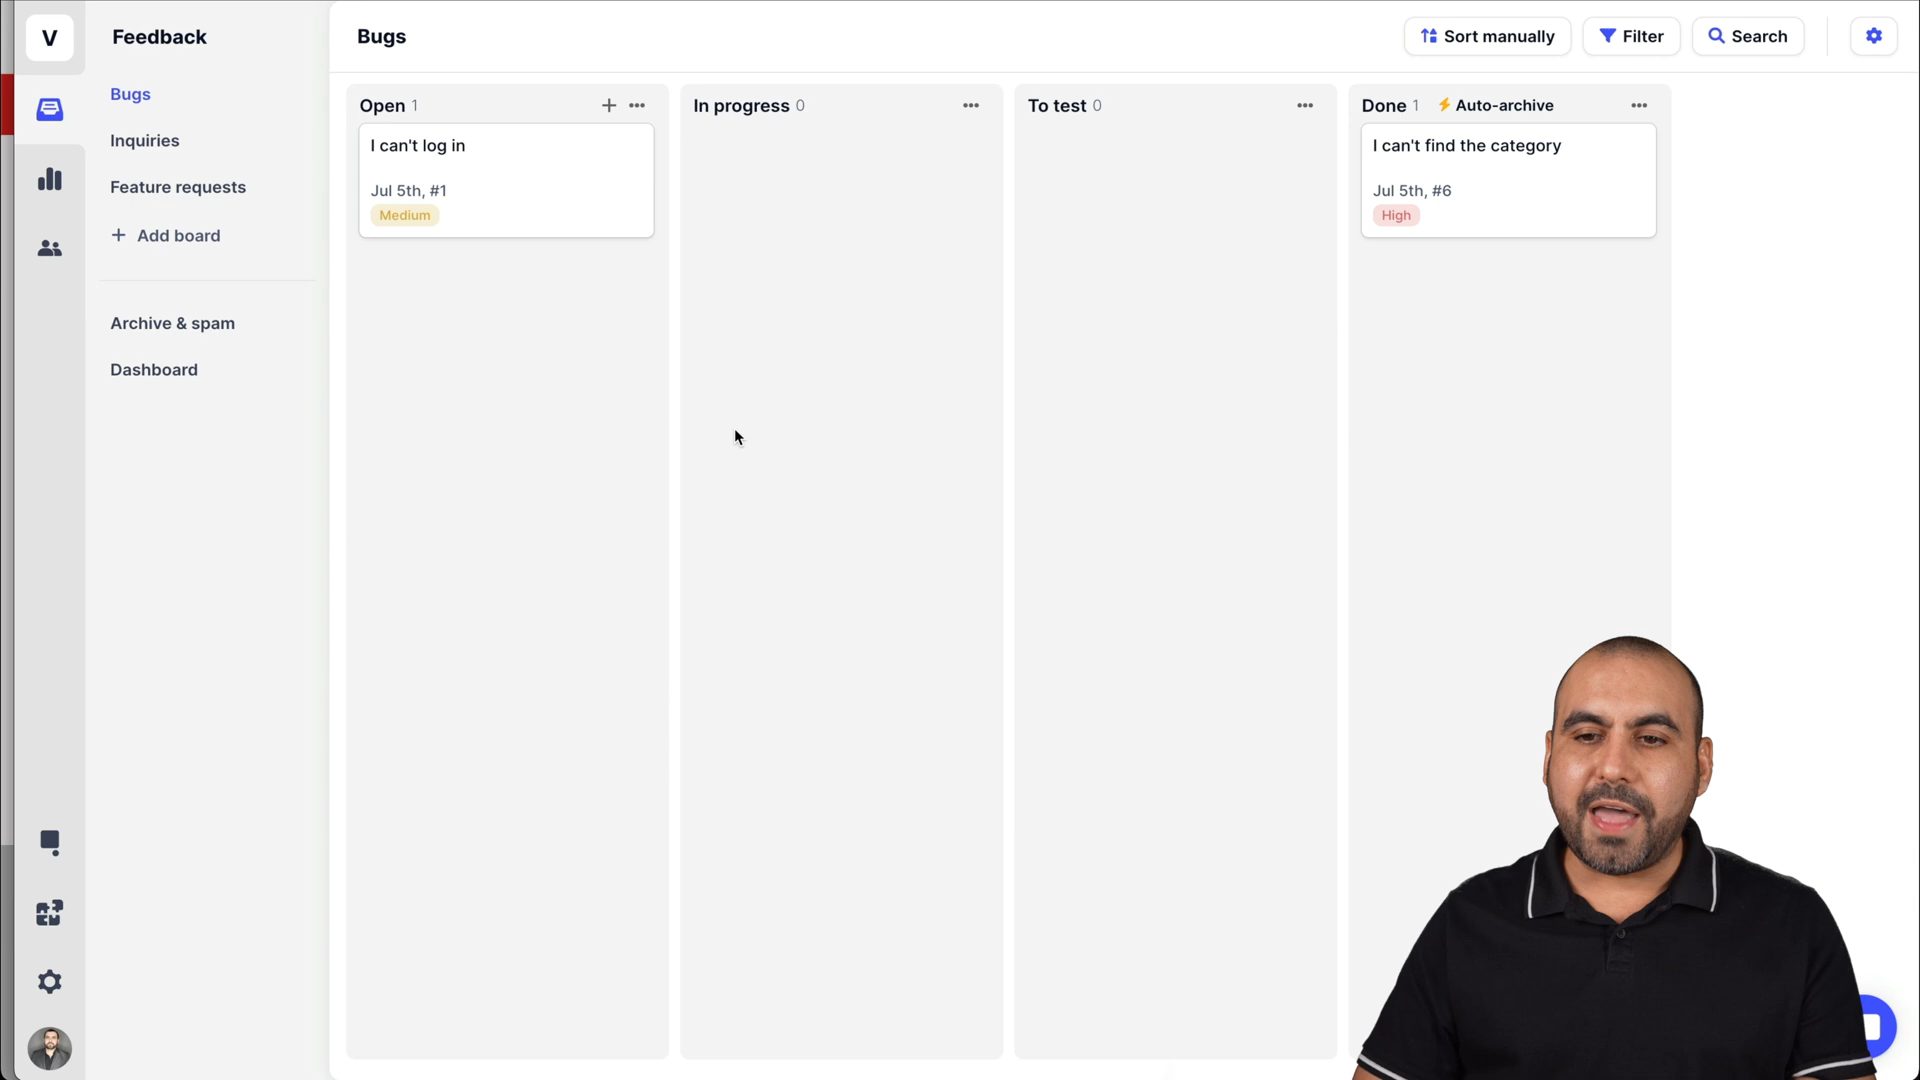 V
Feedback
Bugs
Inquiries
Feature requests
+ Add board
Archive & spam
Dashboard
Bugs
Sort manually
Filter
Search
Open 1
I can't log in
Jul 5th, #1
Medium
In progress 0
To test 0
Done 1 Auto-archive
I can't find the category
Jul 5th, #6
High